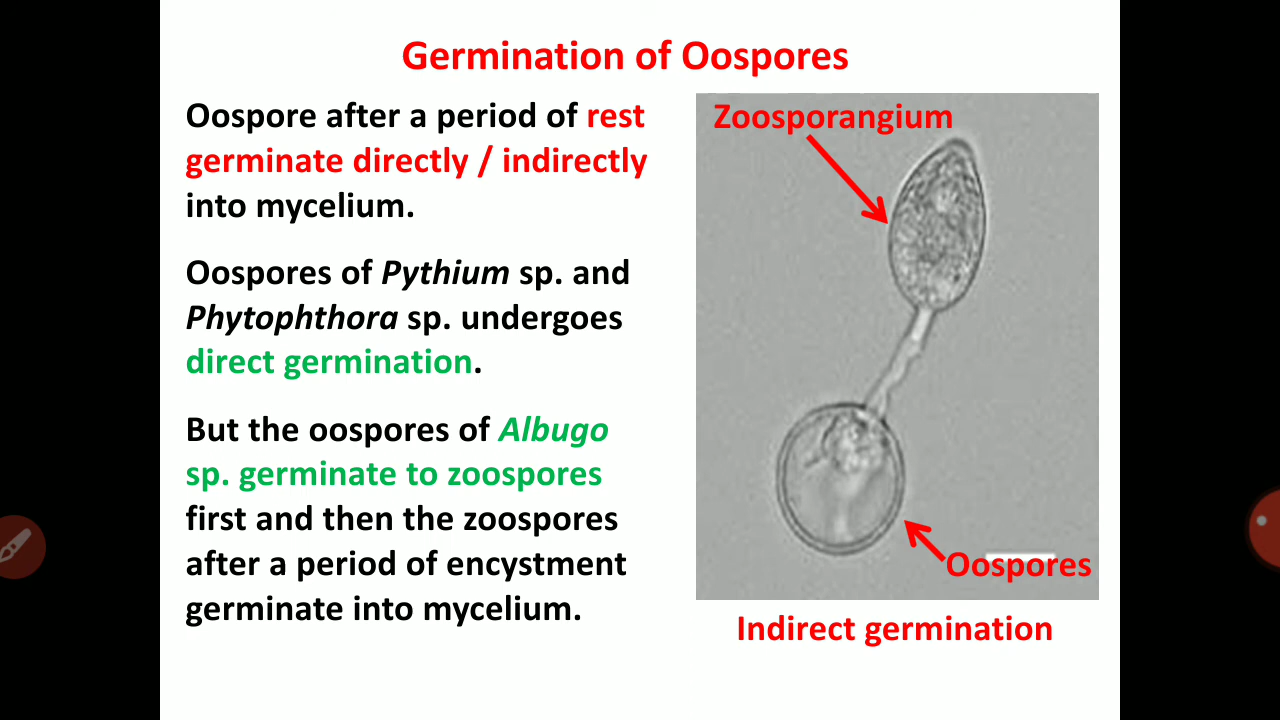 Germination of Oospores
Oospore after a period of rest
germinate directly / indirectly
into mycelium.
Oospores of Pythium sp. and
Phytophthora sp. undergoes
direct germination.
But the oospores of Albugo
sp. germinate to zoospores
first and then the zoospores
after a period of encystment
germinate into mycelium.
Zoosporangium
Oospores
Indirect germination